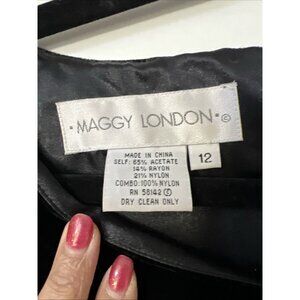 · MAGGY LONDON · ©
MADE IN CHINA
SELF: 65% ACETATE
14% RAYON
21% NYLON
COMBO: 100% NYLON
RN 58142 Ⓢ
DRY CLEAN ONLY
12